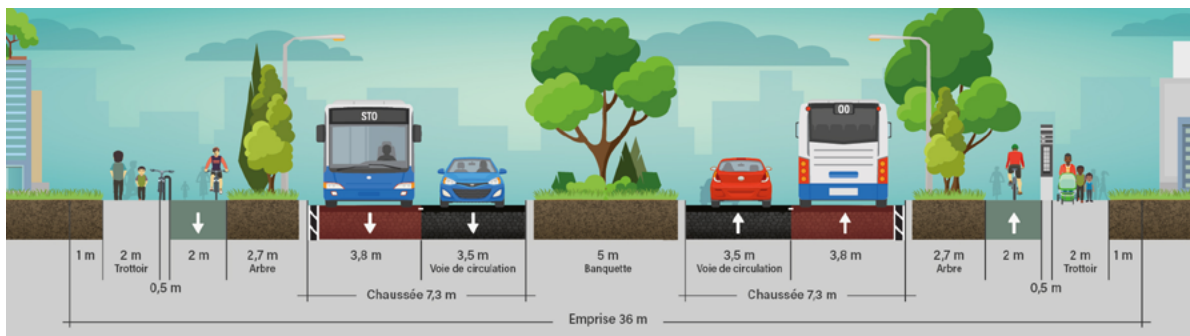 STO
00
1 m
2 m
Trottoir
0,5 m
2 m
2,7 m
Arbre
3,8 m
3,5 m
Voie de circulation
Chaussée 7,3 m
5 m
Banquette
3,5 m
Voie de circulation
3,8 m
Chaussée 7,3 m
2,7 m
Arbre
2 m
0,5 m
2 m
Trottoir
1 m
Emprise 36 m